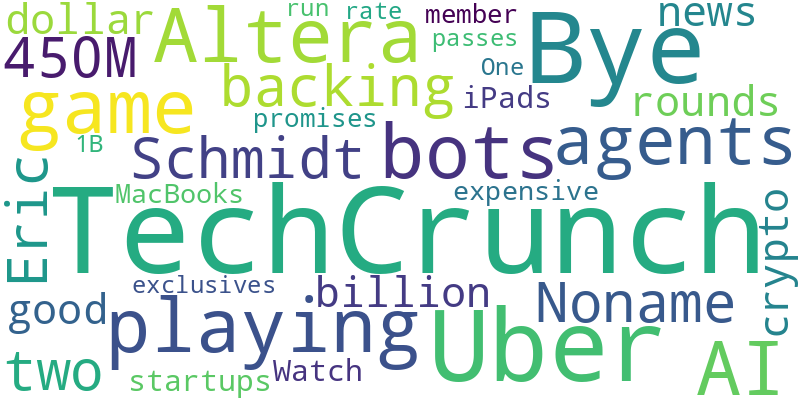 dollar
run
rate
member
news
450M
Altera
passes
Bye
backing
One
iPads
game
promises
rounds
1B
Schmidt
bots
agents
Eric
MacBooks
expensive
TechCrunch
crypto
exclusives
good
playing
billion
Noname
two
startups
Watch
Uber
AI